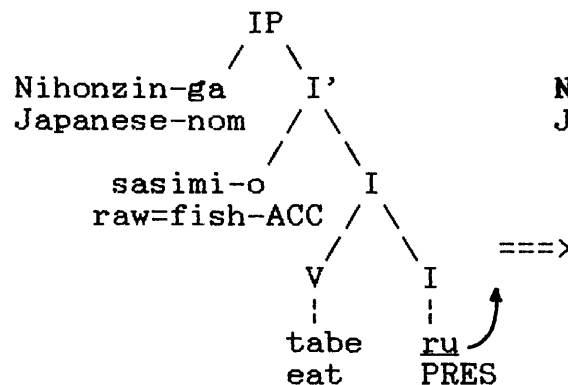 IP
Nihonzin-ga I' N
Japanese-nom J
sasimi-o I
raw=fish-ACC
===>
V I
tabe ru
eat PRES